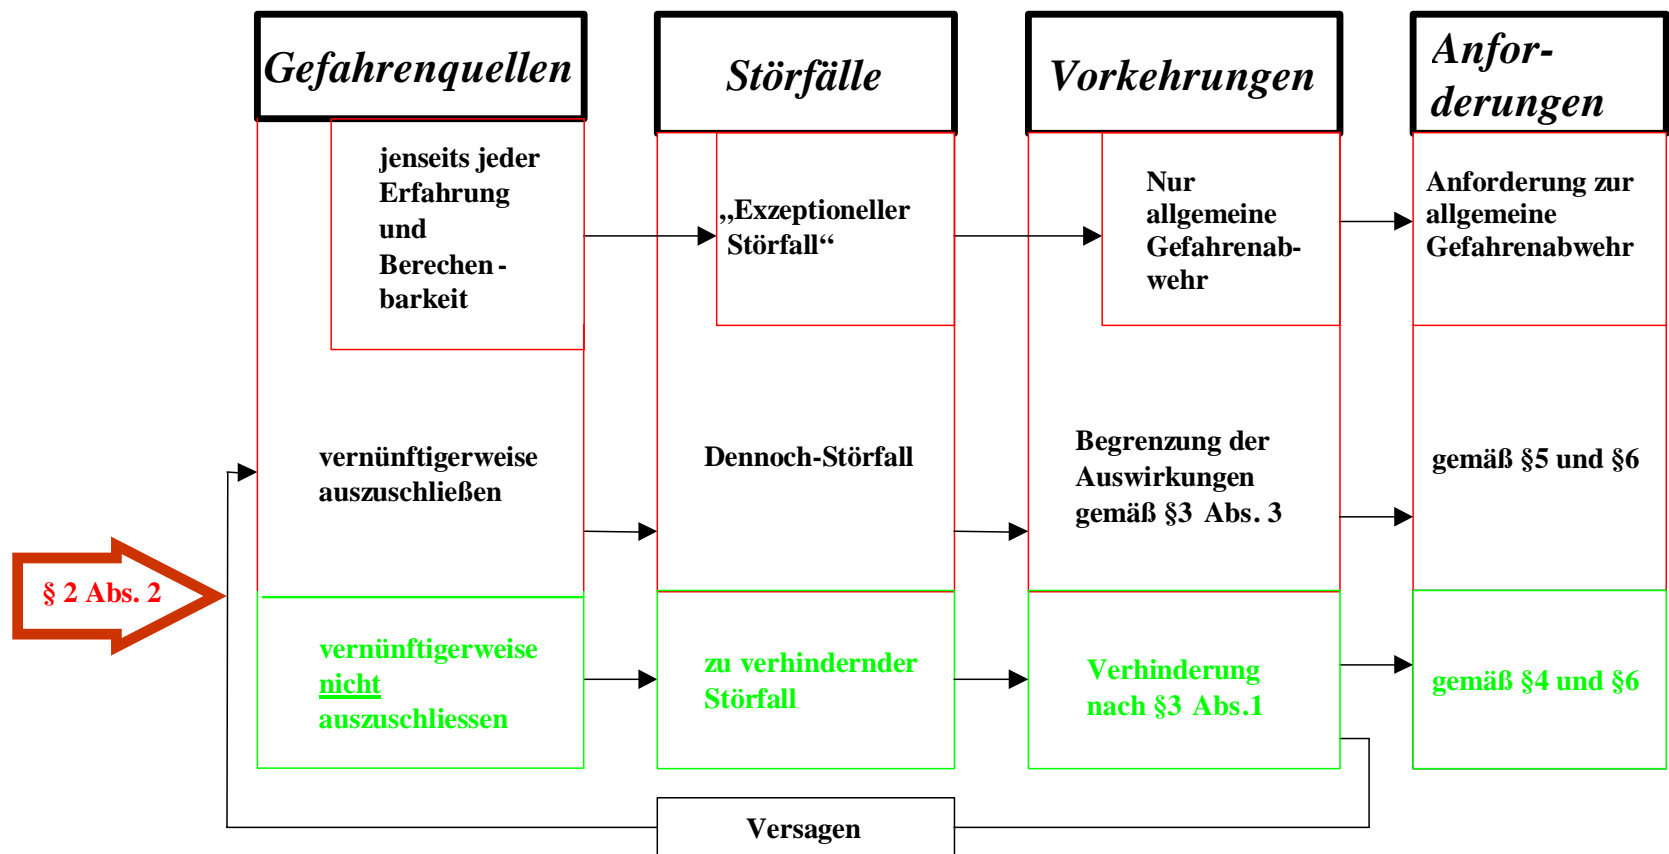 Gefahrenquellen
Störfälle
Vorkehrungen
Anfor-
derungen
jenseits jeder
Erfahrung
und
Berechen-
barkeit
„Exzeptioneller
Störfall“
Nur
allgemeine
Gefahrenab-
wehr
Anforderung zur
allgemeine
Gefahrenabwehr
vernünftigerweise
auszuschließen
Dennoch-Störfall
Begrenzung der
Auswirkungen
gemäß §3 Abs. 3
gemäß §5 und §6
§ 2 Abs. 2
vernünftigerweise
nicht
auszuschliessen
zu verhindernder
Störfall
Verhinderung
nach §3 Abs.1
gemäß §4 und §6
Versagen